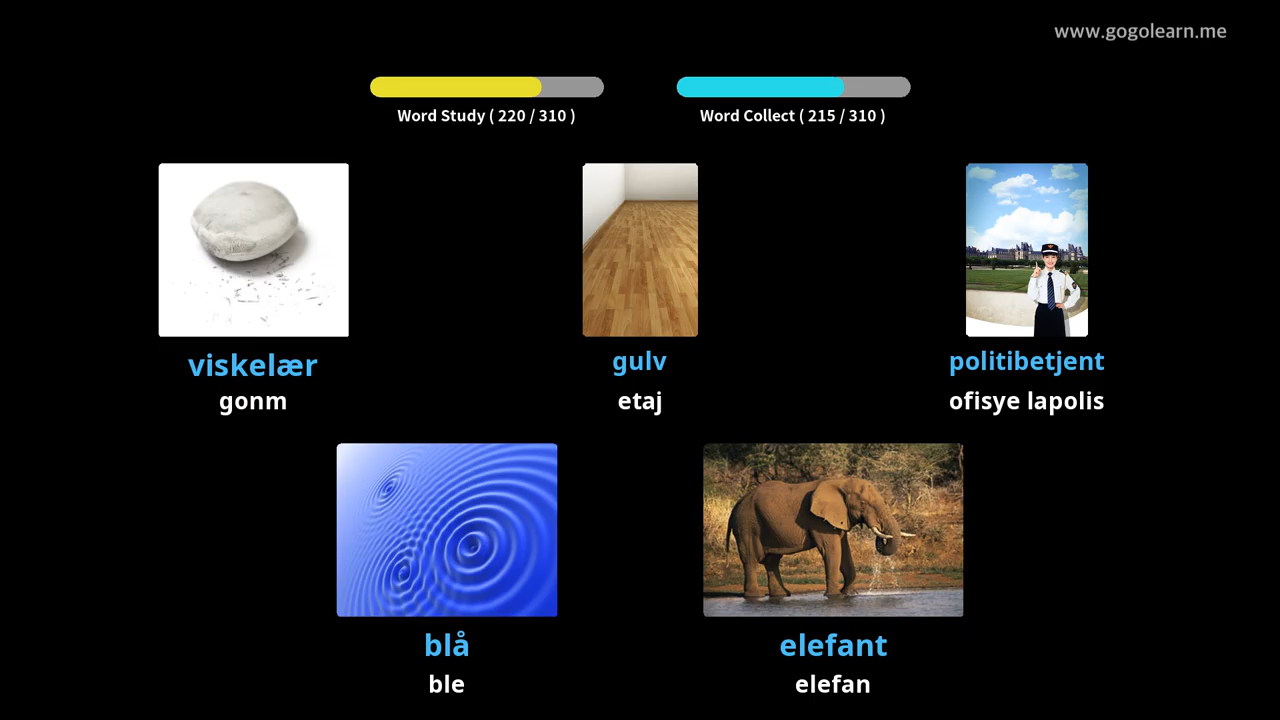 www.gogolearn.me
Word Study ( 220 / 310 )
Word Collect ( 215 / 310 )
viskelær
gonm
gulv
etaj
politibetjent
ofisye lapolis
blå
ble
elefant
elefan